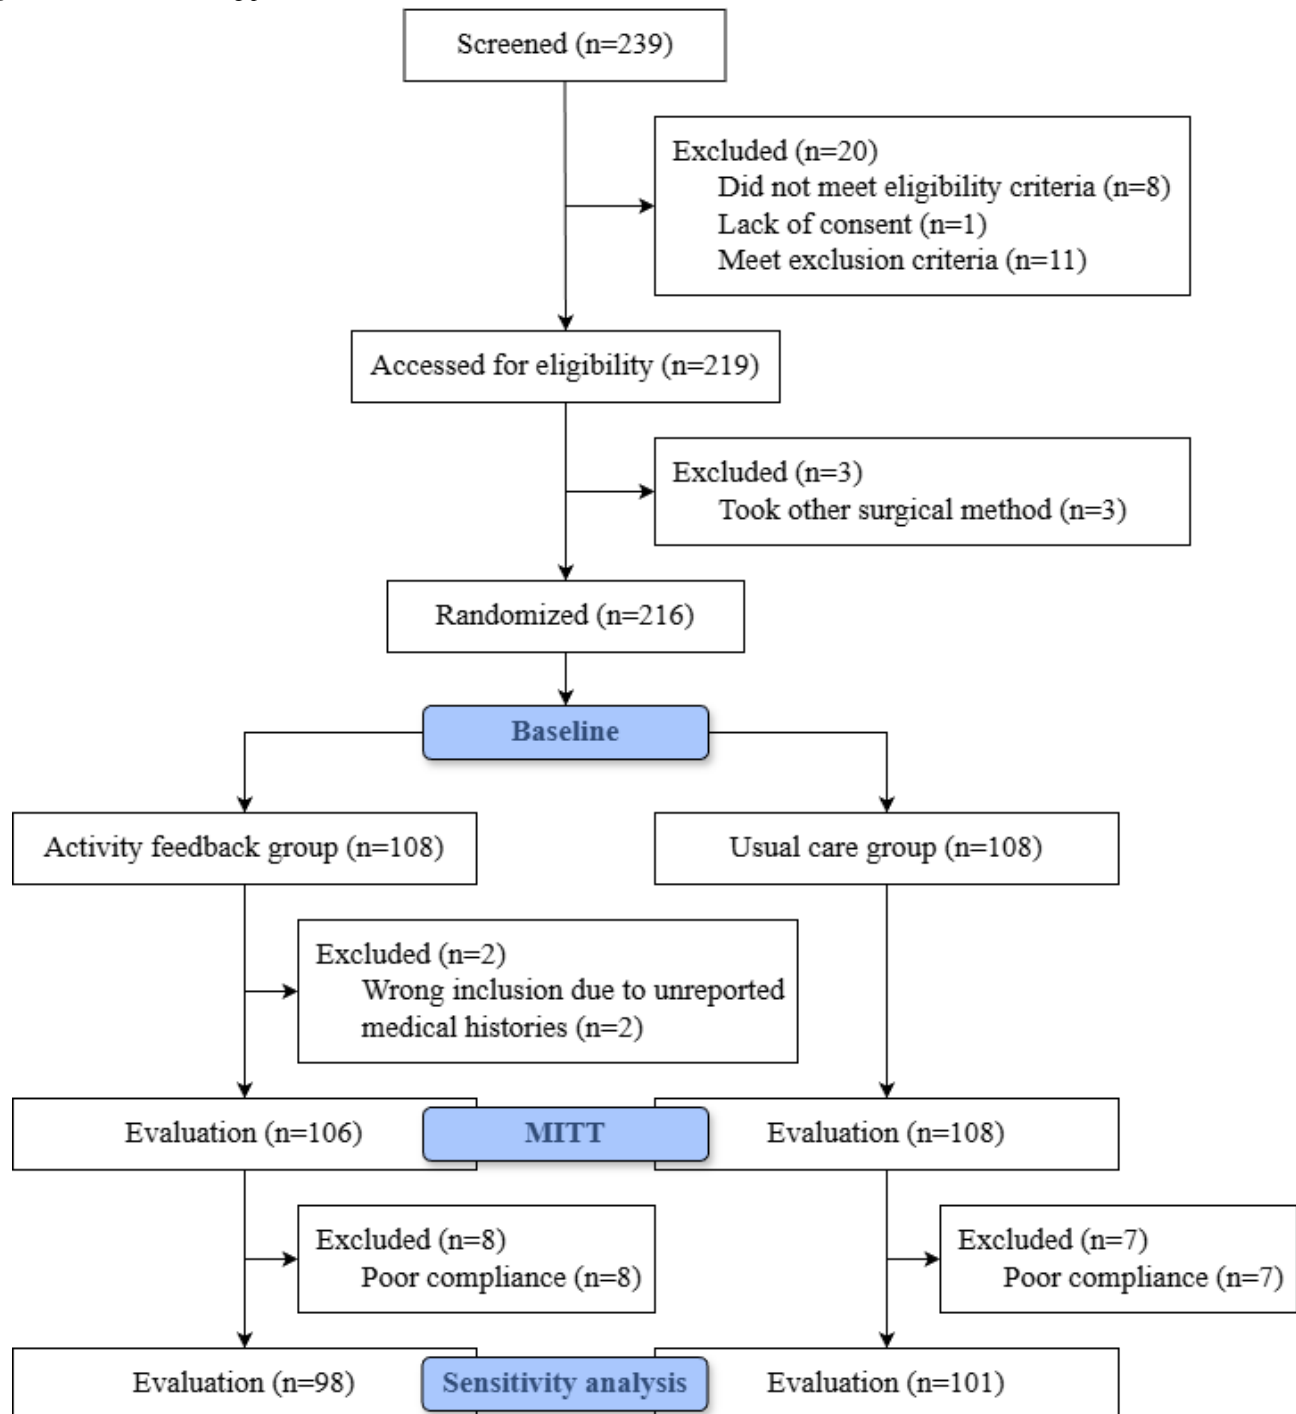 Screened (n=239)
Excluded (n=20)
Did not meet eligibility criteria (n=8)
Lack of consent (n=1)
Meet exclusion criteria (n=11)
Accessed for eligibility (n=219)
Excluded (n=3)
Took other surgical method (n=3)
Randomized (n=216)
Baseline
Activity feedback group (n=108)
Usual care group (n=108)
Excluded (n=2)
Wrong inclusion due to unreported
medical histories (n=2)
Evaluation (n=106)
MITT
Evaluation (n=108)
Excluded (n=8)
Poor compliance (n=8)
Excluded (n=7)
Poor compliance (n=7)
Evaluation (n=98)
Sensitivity analysis
Evaluation (n=101)